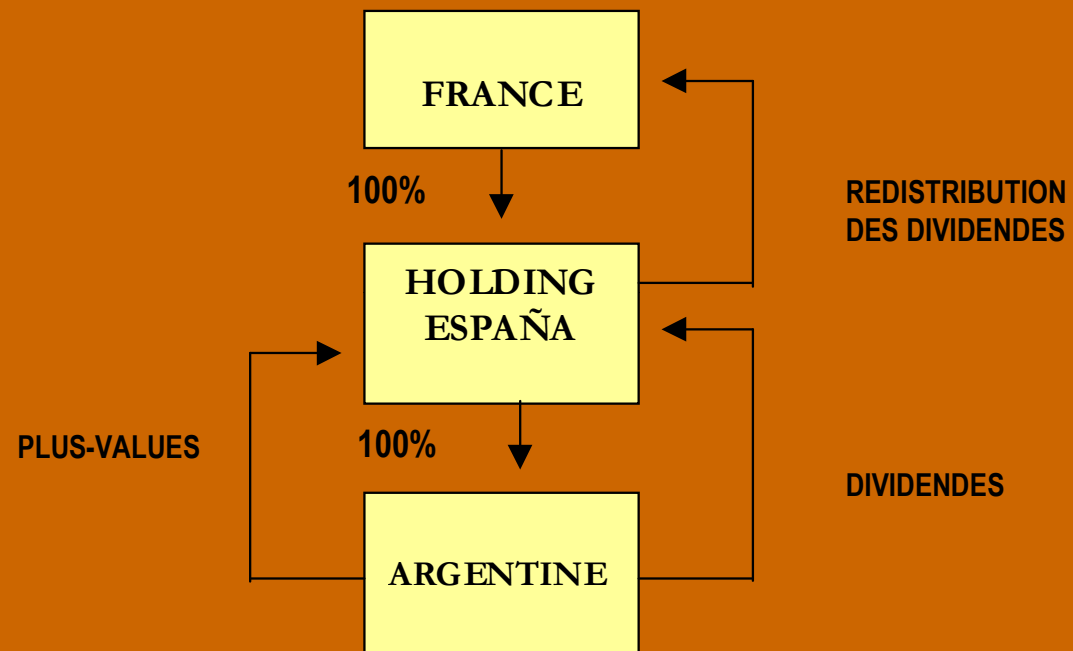 FRANCE
100%
REDISTRIBUTION
DES DIVIDENDES
HOLDING
ESPAÑA
PLUS-VALUES
100%
DIVIDENDES
ARGENTINE